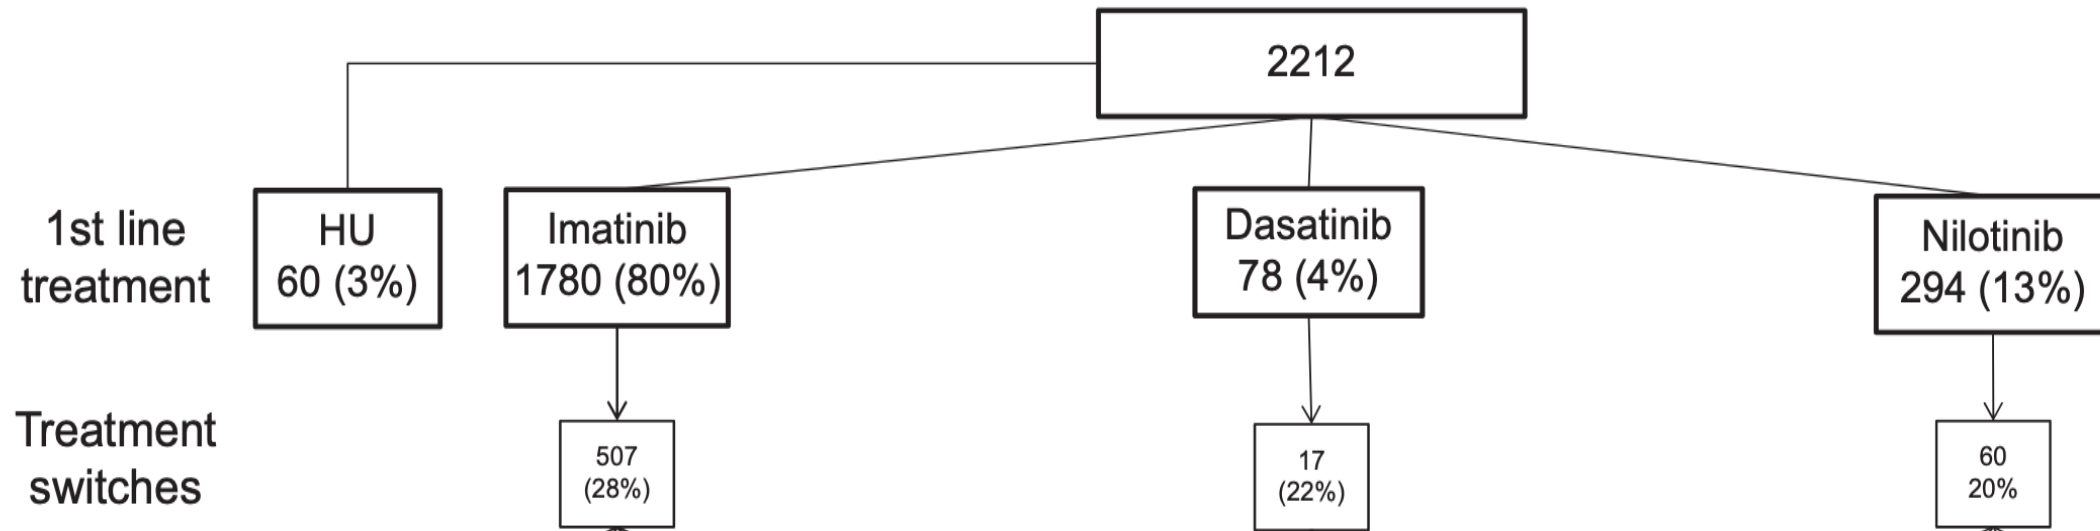 2212
1st line
treatment
HU
60 (3%)
Imatinib
1780 (80%)
Dasatinib
78 (4%)
Nilotinib
294 (13%)
Treatment
switches
507
(28%)
17
(22%)
60
20%